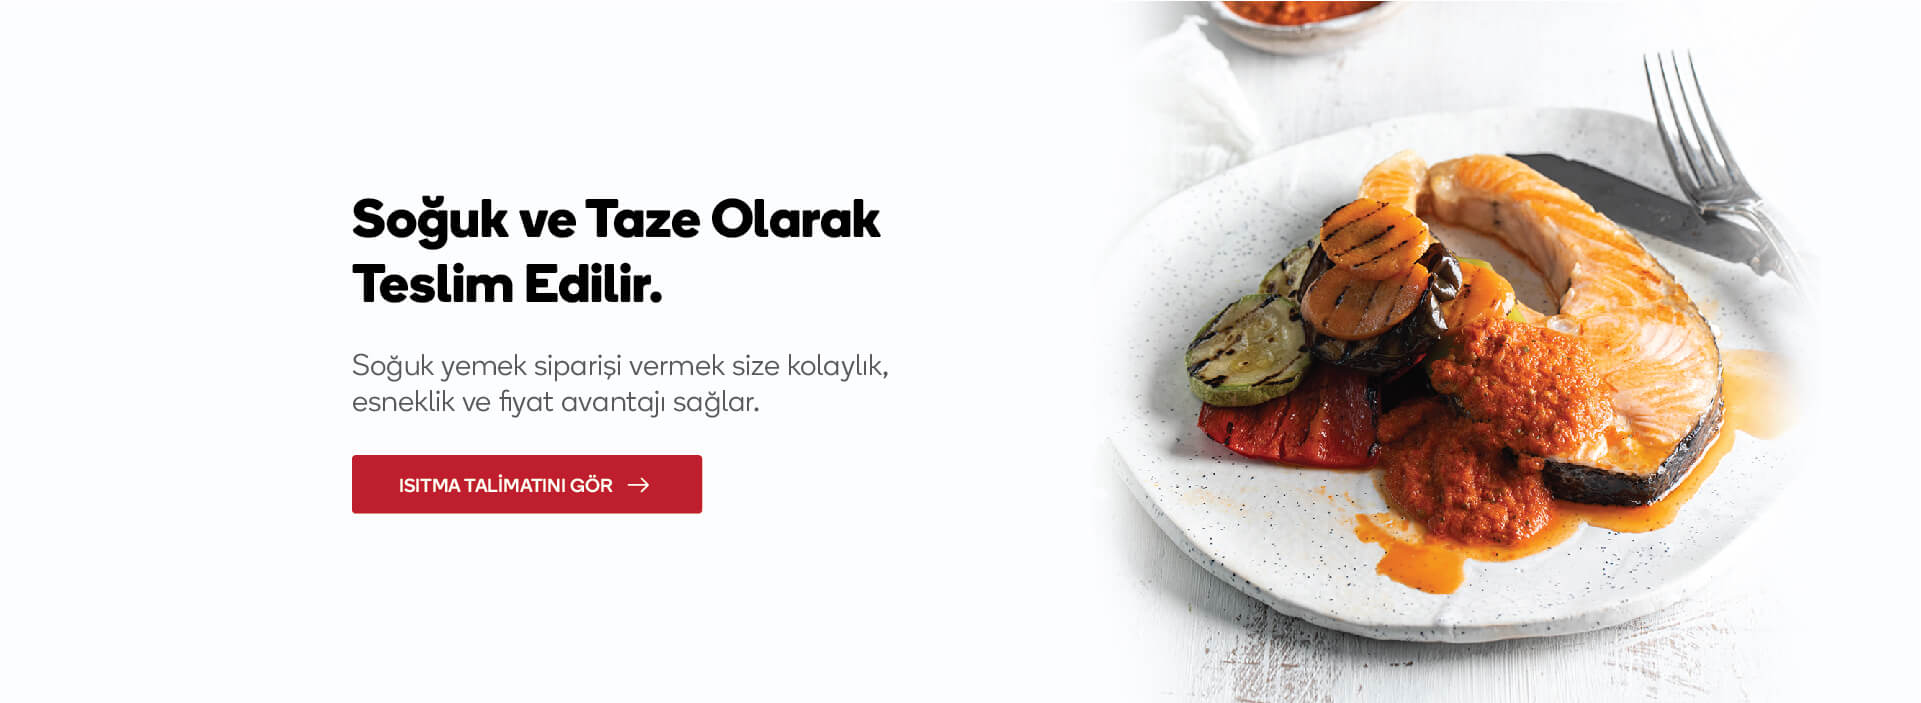 Soğuk ve Taze Olarak
Teslim Edilir.
Soğuk yemek siparişi vermek size kolaylık,
esneklik ve fiyat avantajı sağlar.
ISITMA TALİMATINI GÖR →